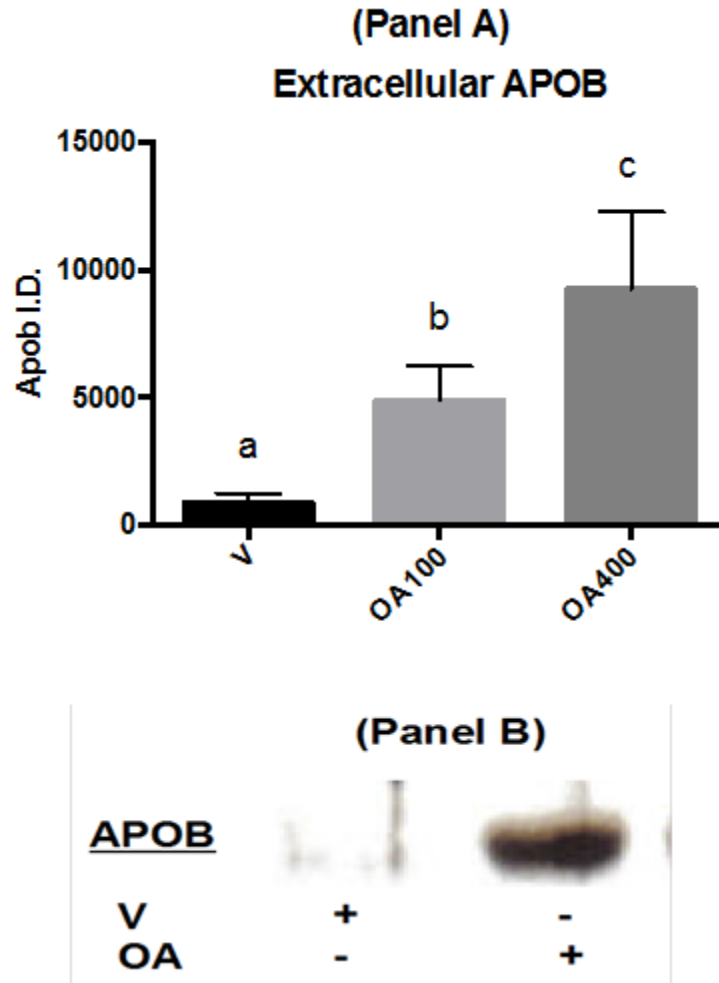 (Panel A)
Extracellular APOB
15000
10000
5000
0
Apob I.D.
a
b
c
V
OA100
OA400
(Panel B)
APOB
V + -
OA - +